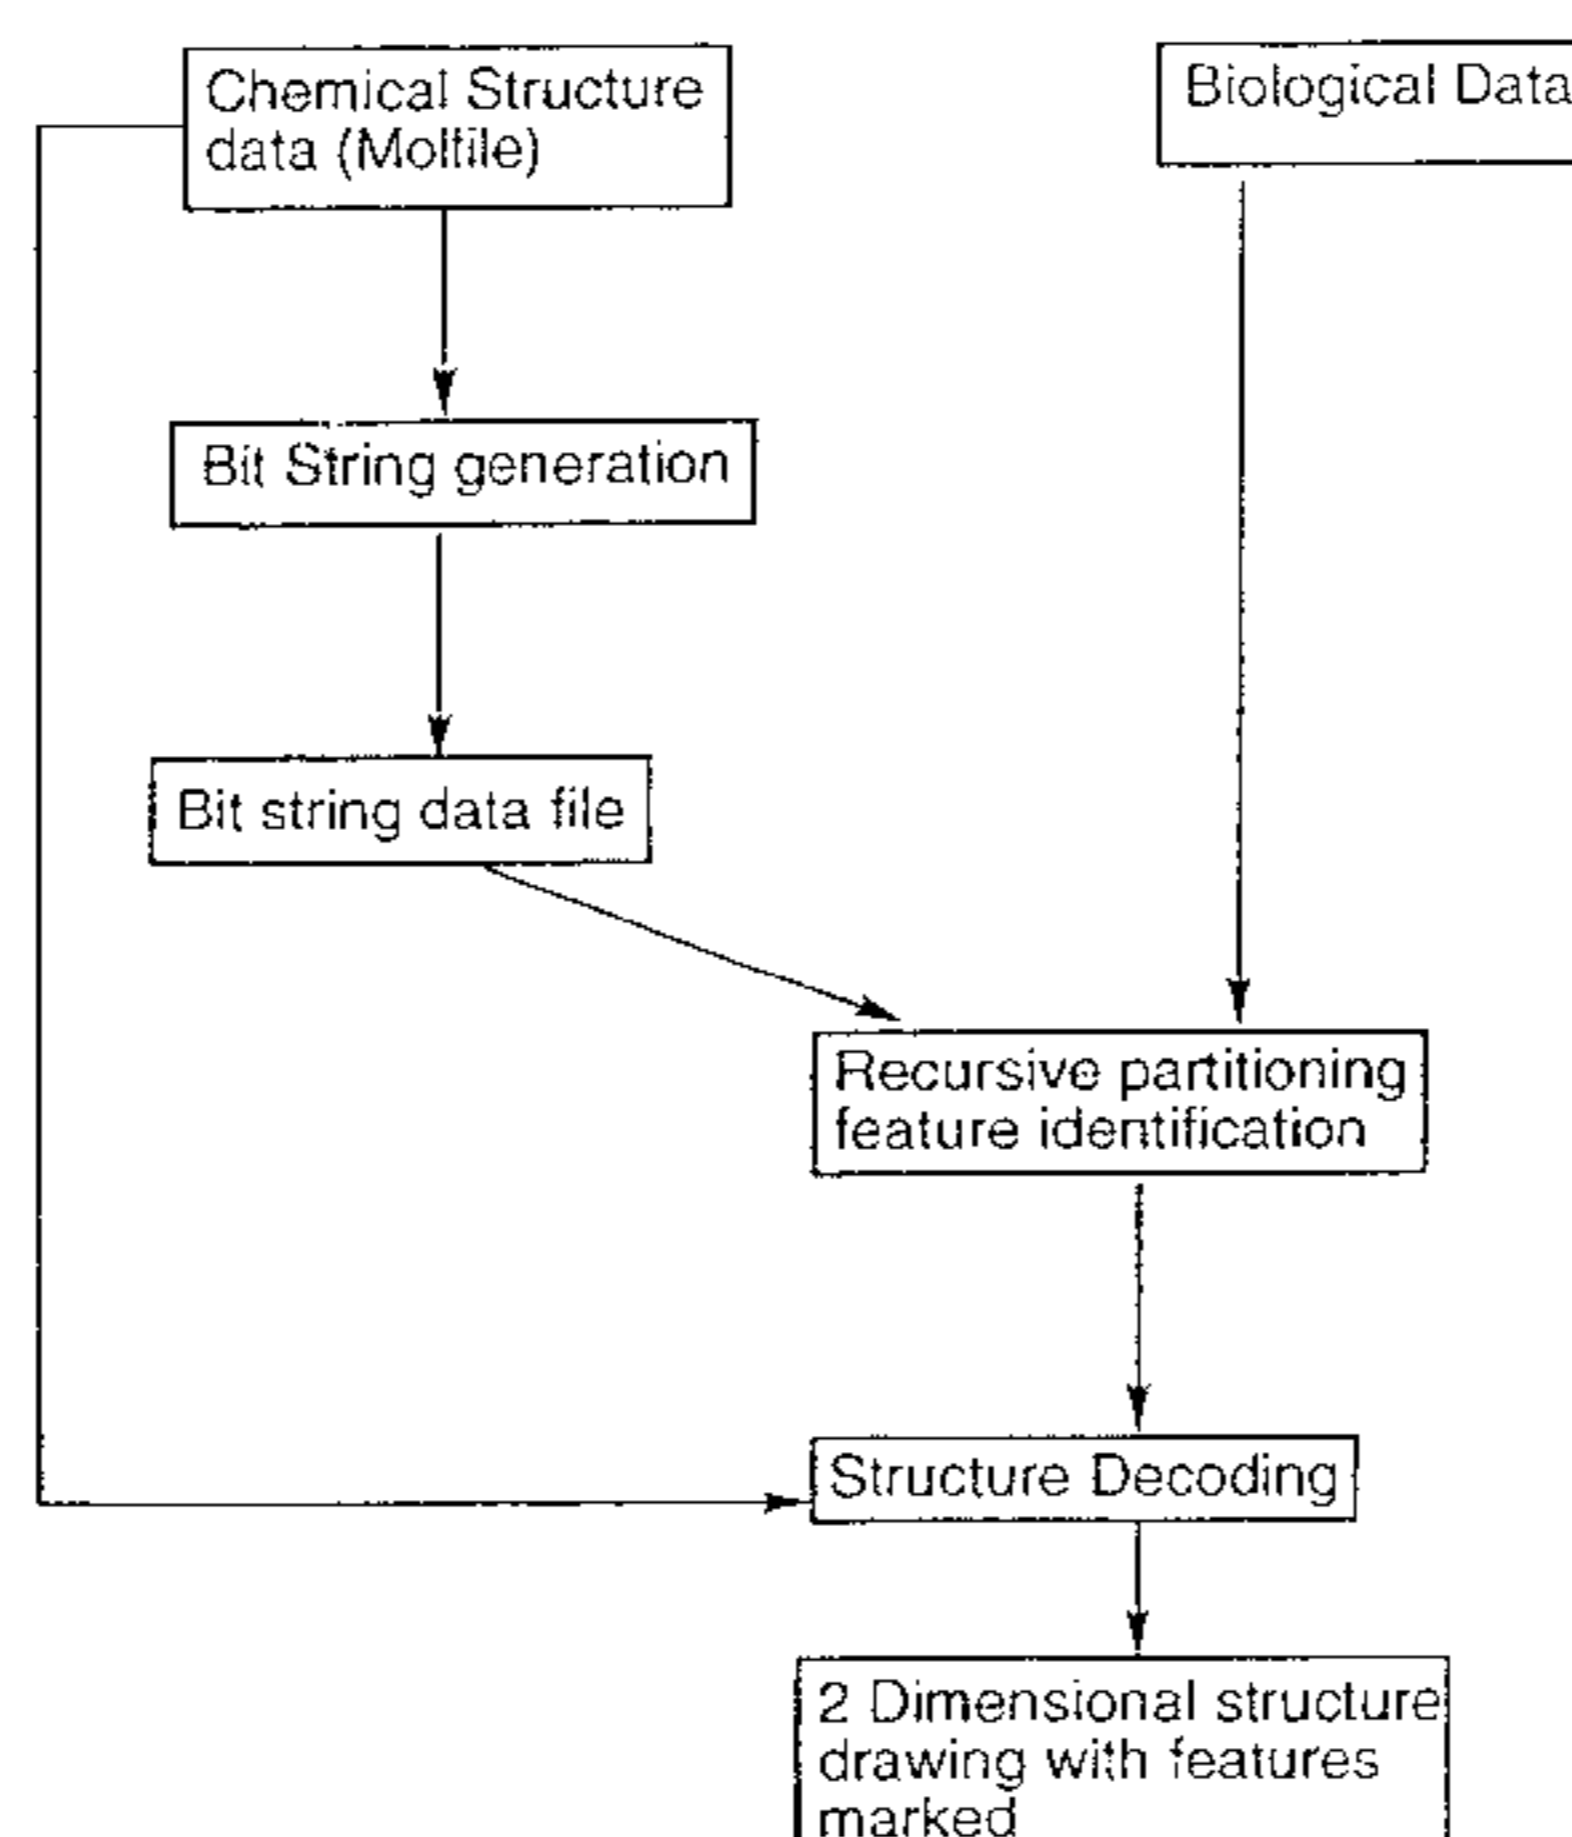 Chemical Structure
data (Molfile)
Biological Data
Bit String generation
Bit string data file
Recursive partitioning
feature identification
Structure Decoding
2 Dimensional structure
drawing with features
marked